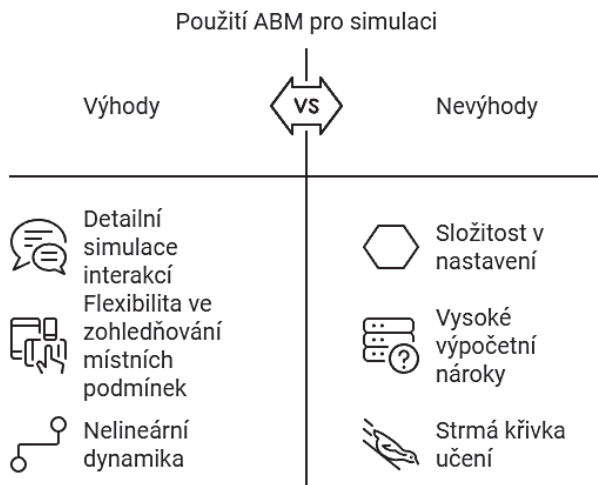 Použití ABM pro simulaci
Výhody
VS
Nevýhody
Detailní
simulace
interakcí
Flexibilita ve
zohledňování
místních
podmínek
Nelineární
dynamika
Složitost v
nastavení
Vysoké
výpočetní
nároky
?
Strmá křivka
učení